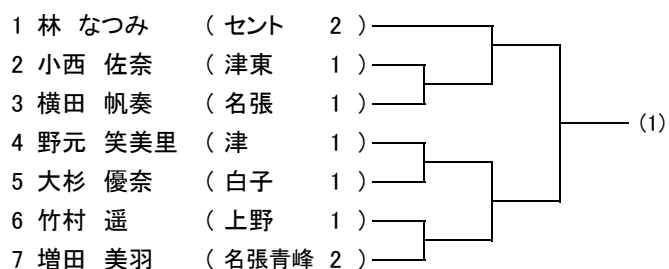 1 林 なつみ ( セント 2 )
2 小西 佐奈 ( 津東 1 )
3 横田 帆奏 ( 名張 1 )
(1)
4 野元 笑美里 ( 津 1 )
5 大杉 優奈 ( 白子 1 )
6 竹村 遥 ( 上野 1 )
7 増田 美羽 ( 名張青峰 2 )